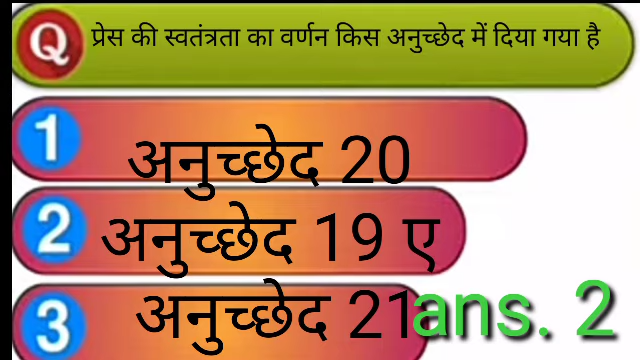 Q प्रेस की स्वतंत्रता का वर्णन किस अनुच्छेद में दिया गया है
1 अनुच्छेद 20
2 अनुच्छेद 19 ए
3 अनुच्छेद 21 ans. 2